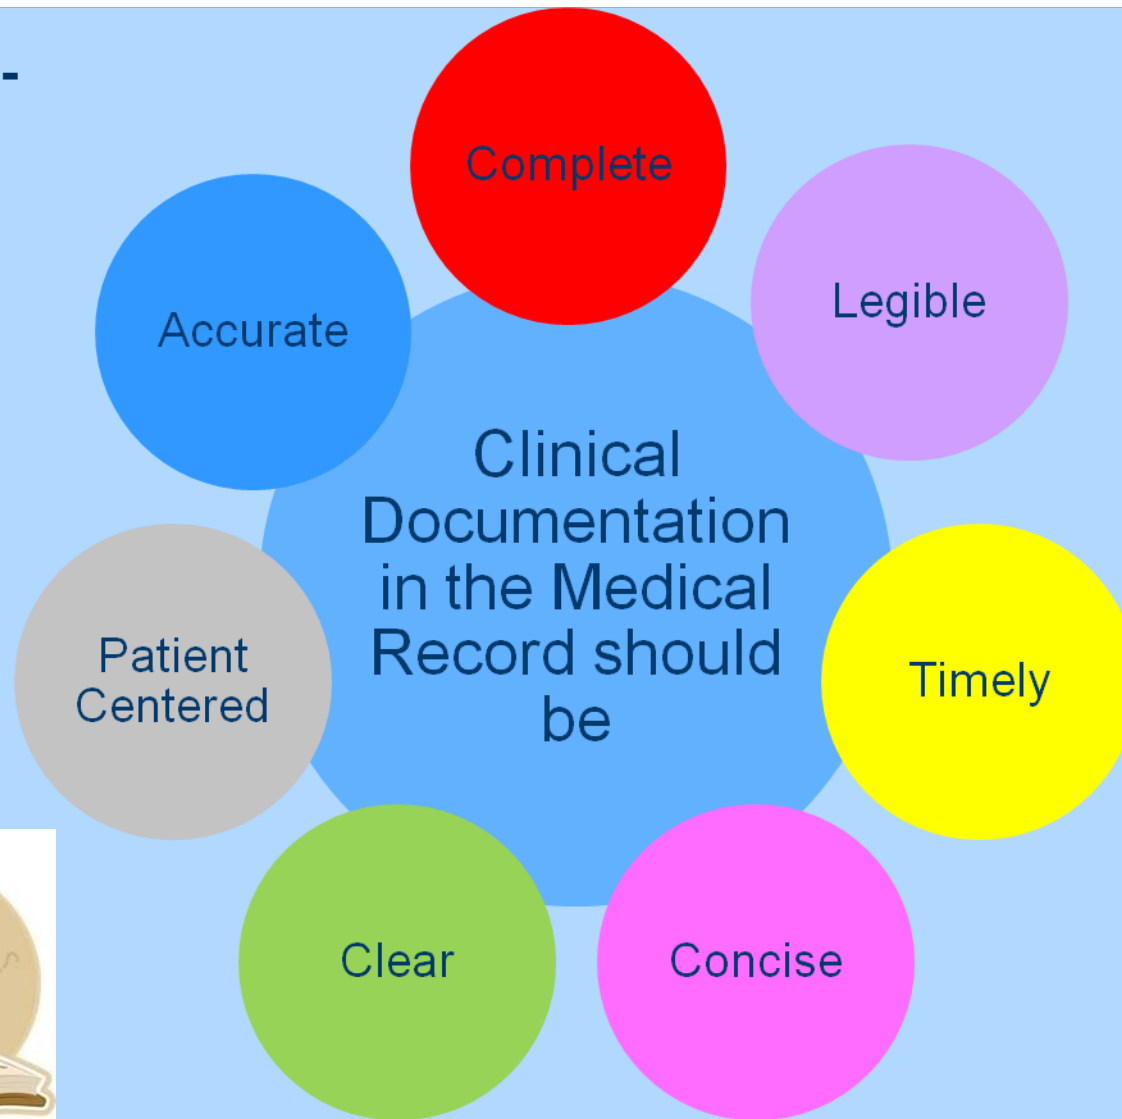 -
Complete
Legible
Accurate
Clinical
Documentation
in the Medical
Record should
be
Patient
Centered
Timely
Clear
Concise